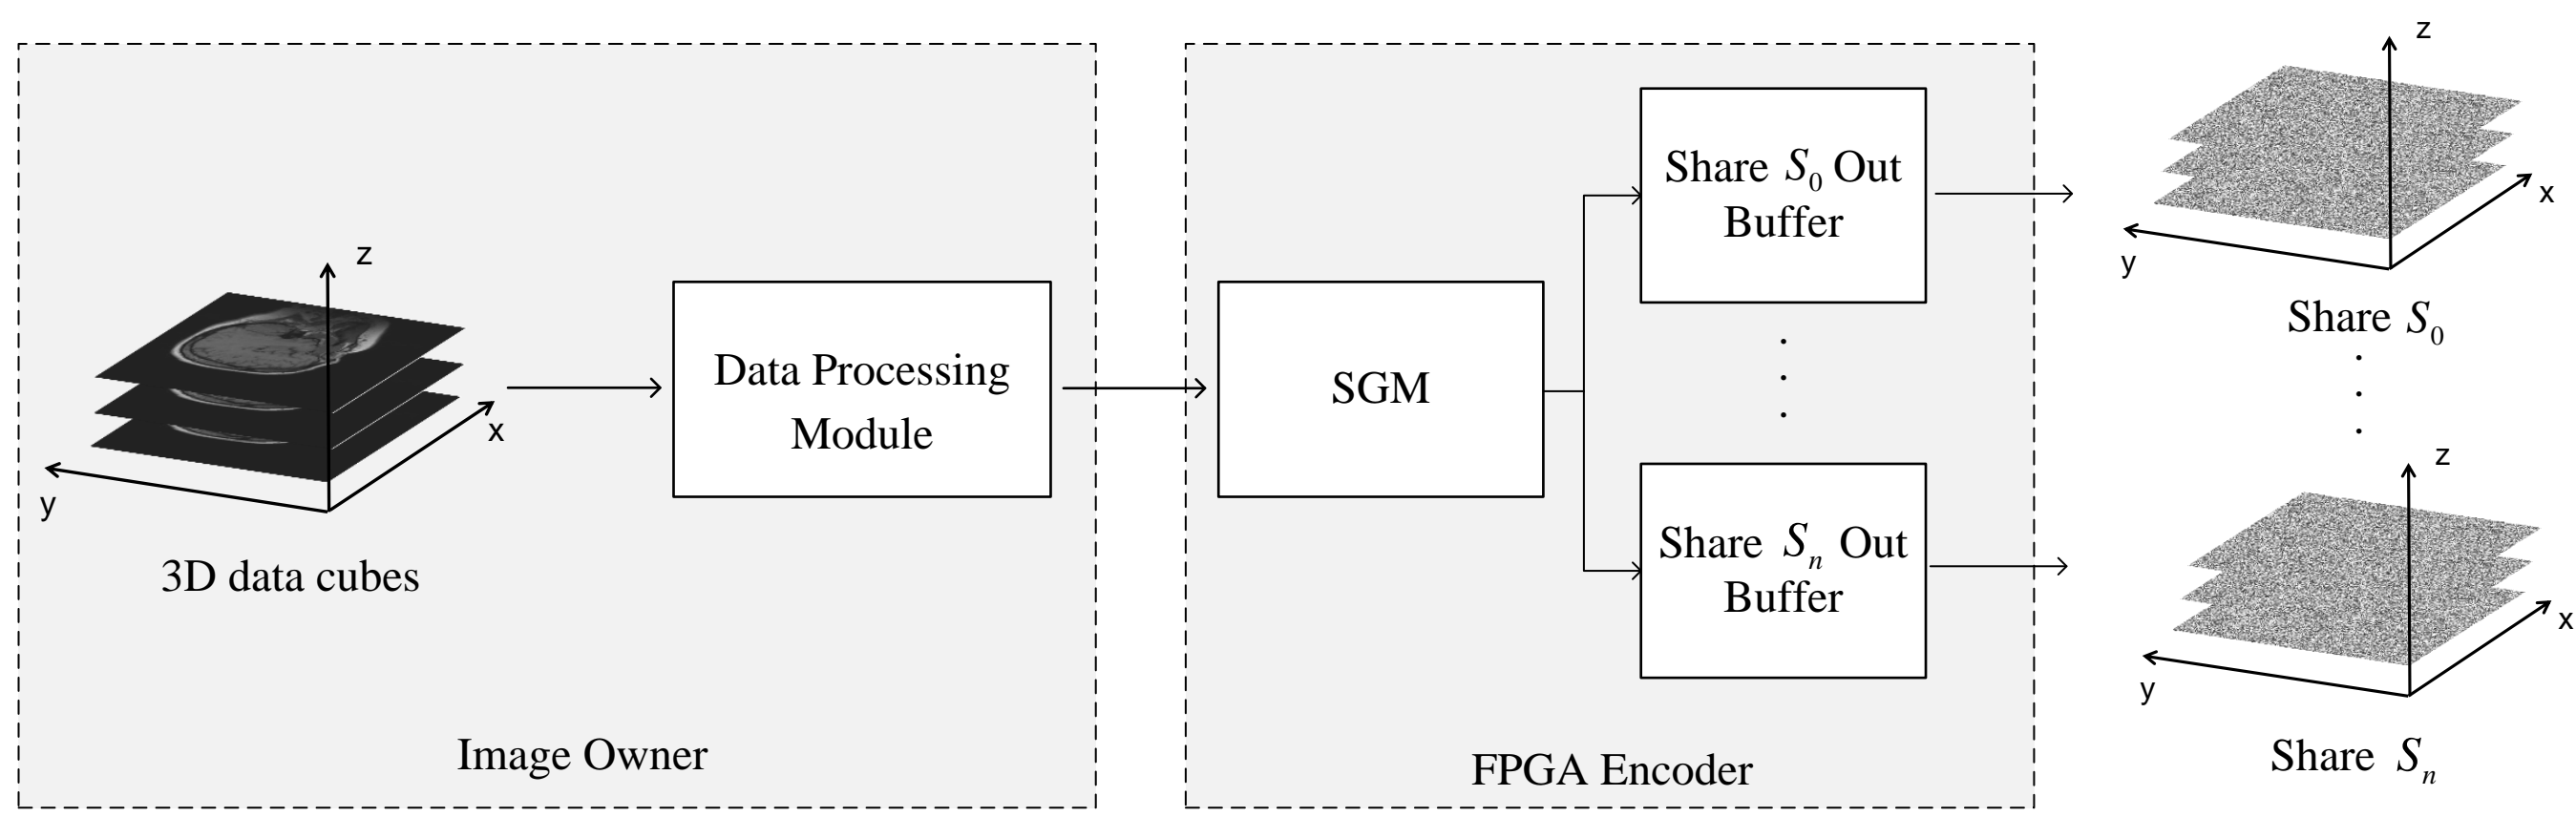 z
x
y
3D data cubes
Data Processing
Module
Image Owner
SGM
Share S₀ Out
Buffer
.
.
.
Share Sₙ Out
Buffer
FPGA Encoder
z
x
y
Share S₀
.
.
.
z
x
y
Share Sₙ